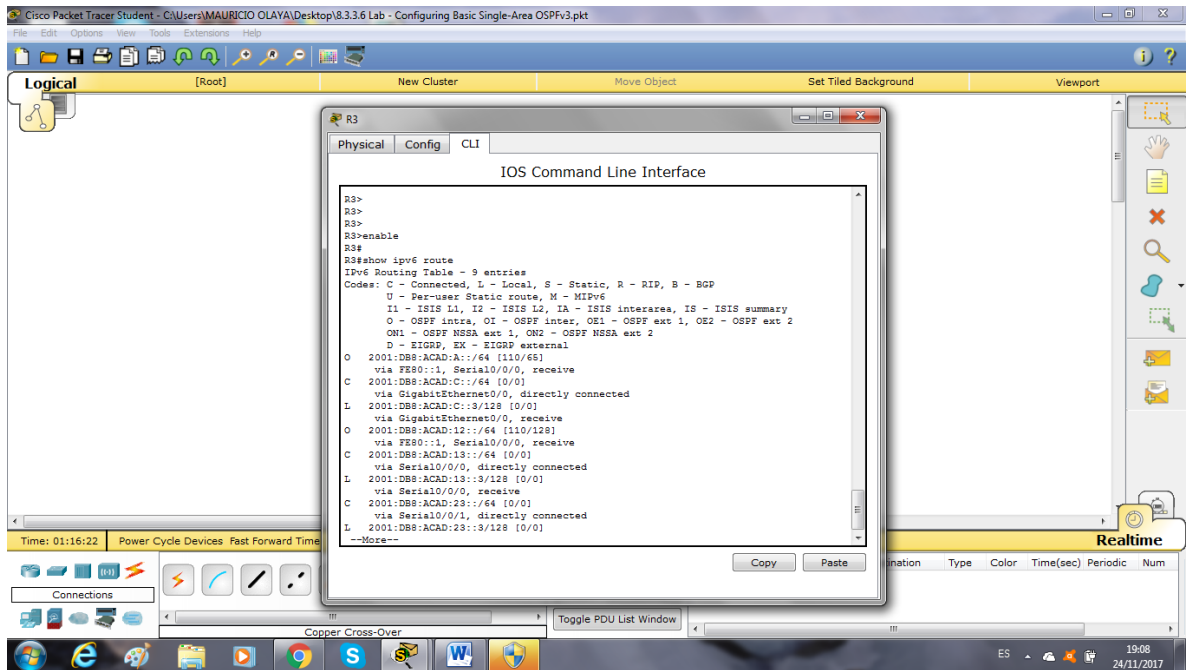 Cisco Packet Tracer Student - C:\Users\MAURICIO OLAYA\Desktop\8.3.3.6 Lab - Configuring Basic Single-Area OSPFv3.pkt
File Edit Options View Tools Extensions Help
Logical [Root] New Cluster Move Object Set Tiled Background Viewport
R3
Physical Config CLI
IOS Command Line Interface
R3>
R3>
R3>
R3>enable
R3#
R3#show ipv6 route
IPv6 Routing Table - 9 entries
Codes: C - Connected, L - Local, S - Static, R - RIP, B - BGP
U - Per-user Static route, M - MIPv6
I1 - ISIS L1, I2 - ISIS L2, IA - ISIS interarea, IS - ISIS summary
O - OSPF intra, OI - OSPF inter, OE1 - OSPF ext 1, OE2 - OSPF ext 2
ON1 - OSPF NSSA ext 1, ON2 - OSPF NSSA ext 2
D - EIGRP, EX - EIGRP external
O 2001:DB8:ACAD:A::/64 [110/65]
via FE80::1, Serial0/0/0, receive
C 2001:DB8:ACAD:C::/64 [0/0]
via GigabitEthernet0/0, directly connected
L 2001:DB8:ACAD:C::3/128 [0/0]
via GigabitEthernet0/0, receive
O 2001:DB8:ACAD:12::/64 [110/128]
via FE80::1, Serial0/0/0, receive
C 2001:DB8:ACAD:13::/64 [0/0]
via Serial0/0/0, directly connected
L 2001:DB8:ACAD:13::3/128 [0/0]
via Serial0/0/0, receive
C 2001:DB8:ACAD:23::/64 [0/0]
via Serial0/0/1, directly connected
L 2001:DB8:ACAD:23::3/128 [0/0]
--More--
Copy Paste
Time: 01:16:22 Power Cycle Devices Fast Forward Time Realtime
Connections
Copper Cross-Over
Toggle PDU List Window
Type Color Time(sec) Periodic Num
ES 19:08
24/11/2017